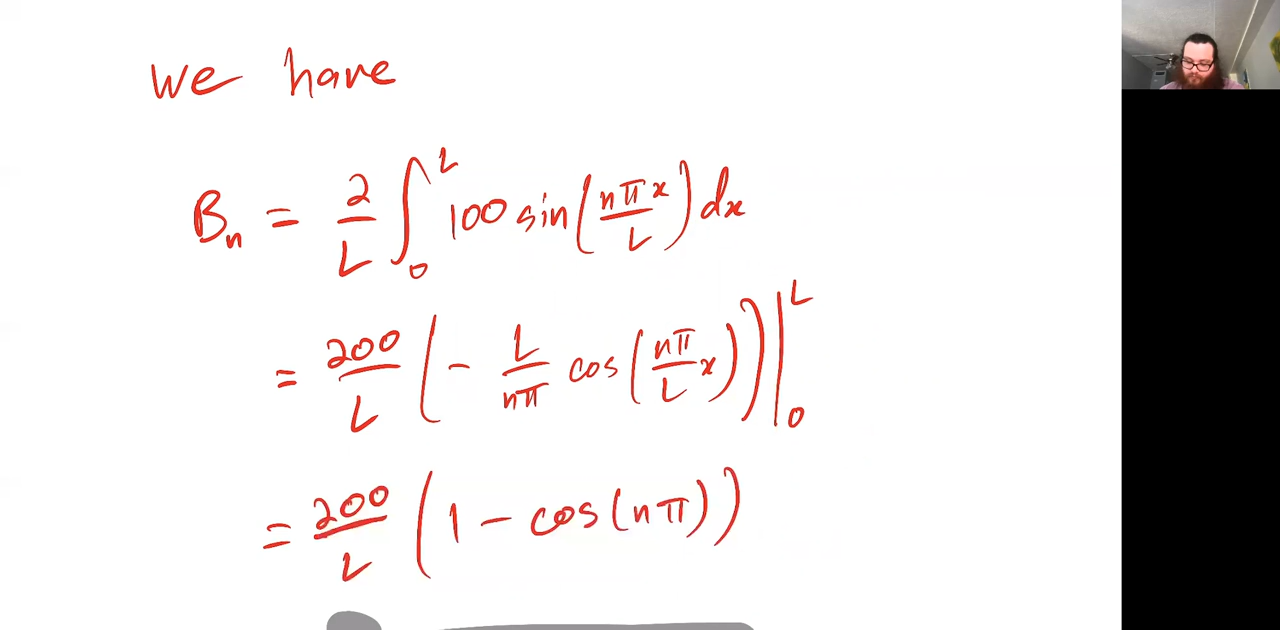 we have
B_n = 2/L ∫_0^L 100 sin(nπx/L) dx
= 200/L (- L/nπ cos(nπ/L x)) |_0^L
= 200/L (1 - cos(nπ))